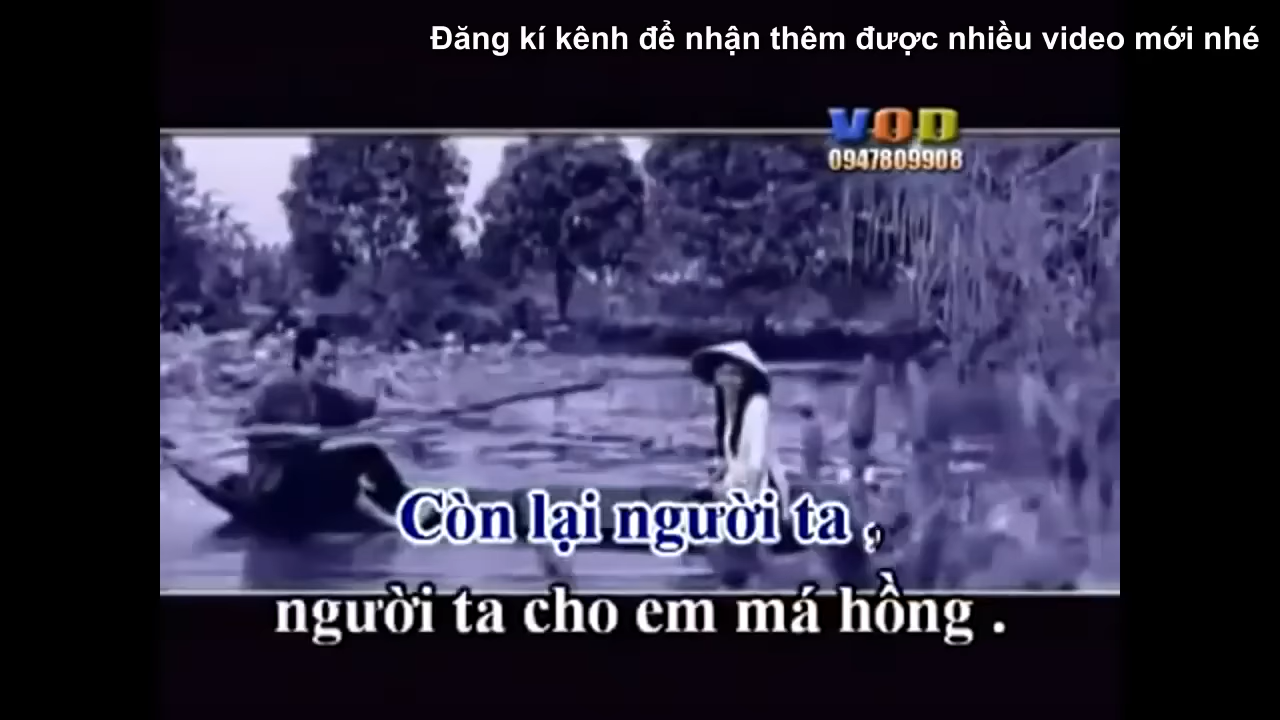 Đăng kí kênh để nhận thêm được nhiều video mới nhé
VOD
0947809908
Còn lại người ta ,
người ta cho em má hồng .